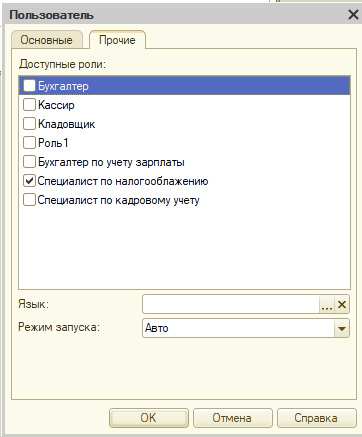 Пользователь
Основные
Прочие
Доступные роли:
Бухгалтер
Кассир
Кладовщик
Роль1
Бухгалтер по учету зарплаты
Специалист по налогооблажению
Специалист по кадровому учету
Язык:
Режим запуска:
Авто
OK
Отмена
Справка